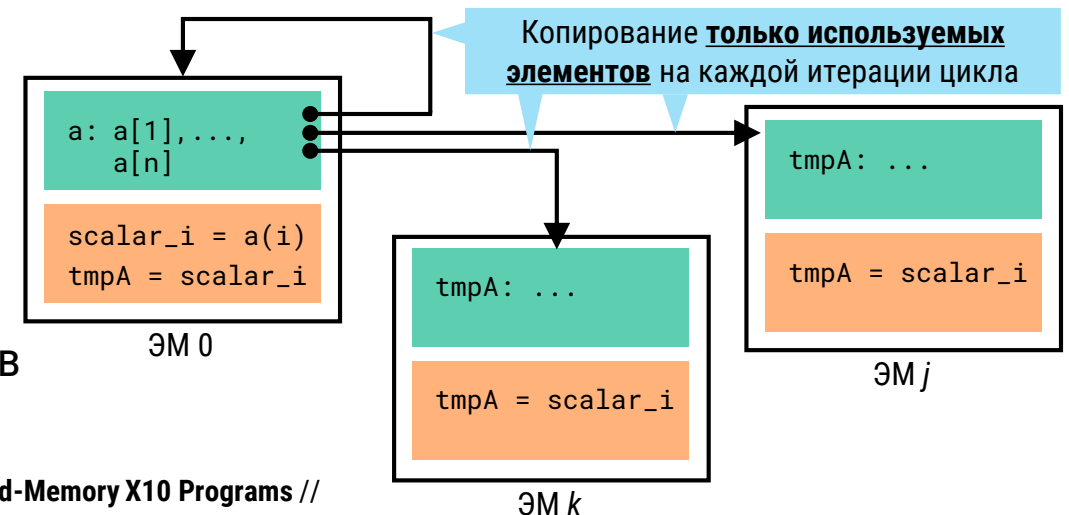 Копирование только используемых
элементов на каждой итерации цикла
a: a[1],...,
a[n]
scalar_i = a(i)
tmpA = scalar_i
ЭМ 0
tmpA: ...
tmpA = scalar_i
ЭМ j
tmpA: ...
tmpA = scalar_i
ЭМ k
в
d-Memory X10 Programs //